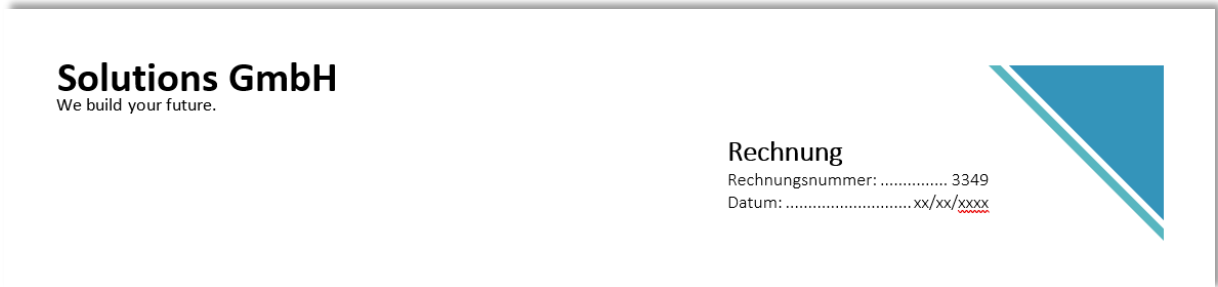 Solutions GmbH
We build your future.
Rechnung
Rechnungsnummer: ............... 3349
Datum: ............................ xx/xx/xxxx